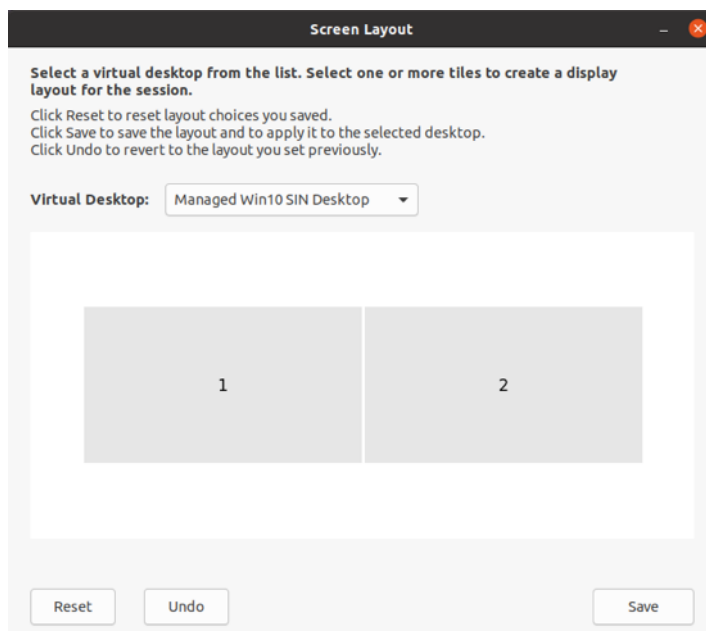 Screen Layout
Select a virtual desktop from the list. Select one or more tiles to create a display
layout for the session.
Click Reset to reset layout choices you saved.
Click Save to save the layout and to apply it to the selected desktop.
Click Undo to revert to the layout you set previously.
Virtual Desktop: Managed Win10 SIN Desktop
1 2
Reset Undo Save